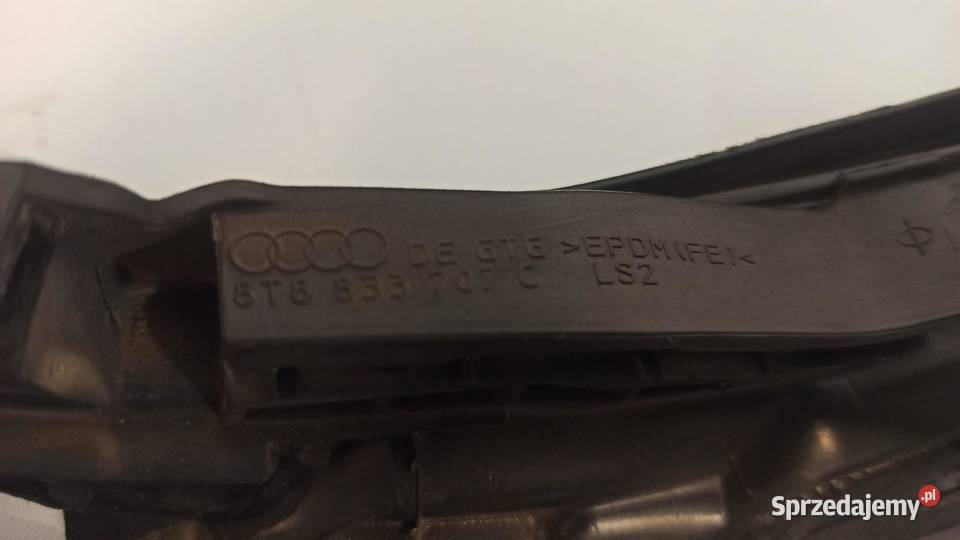 DE GTG >EPDM(FE)<
8T8 833 707 C LS2
Sprzedajemy.pl